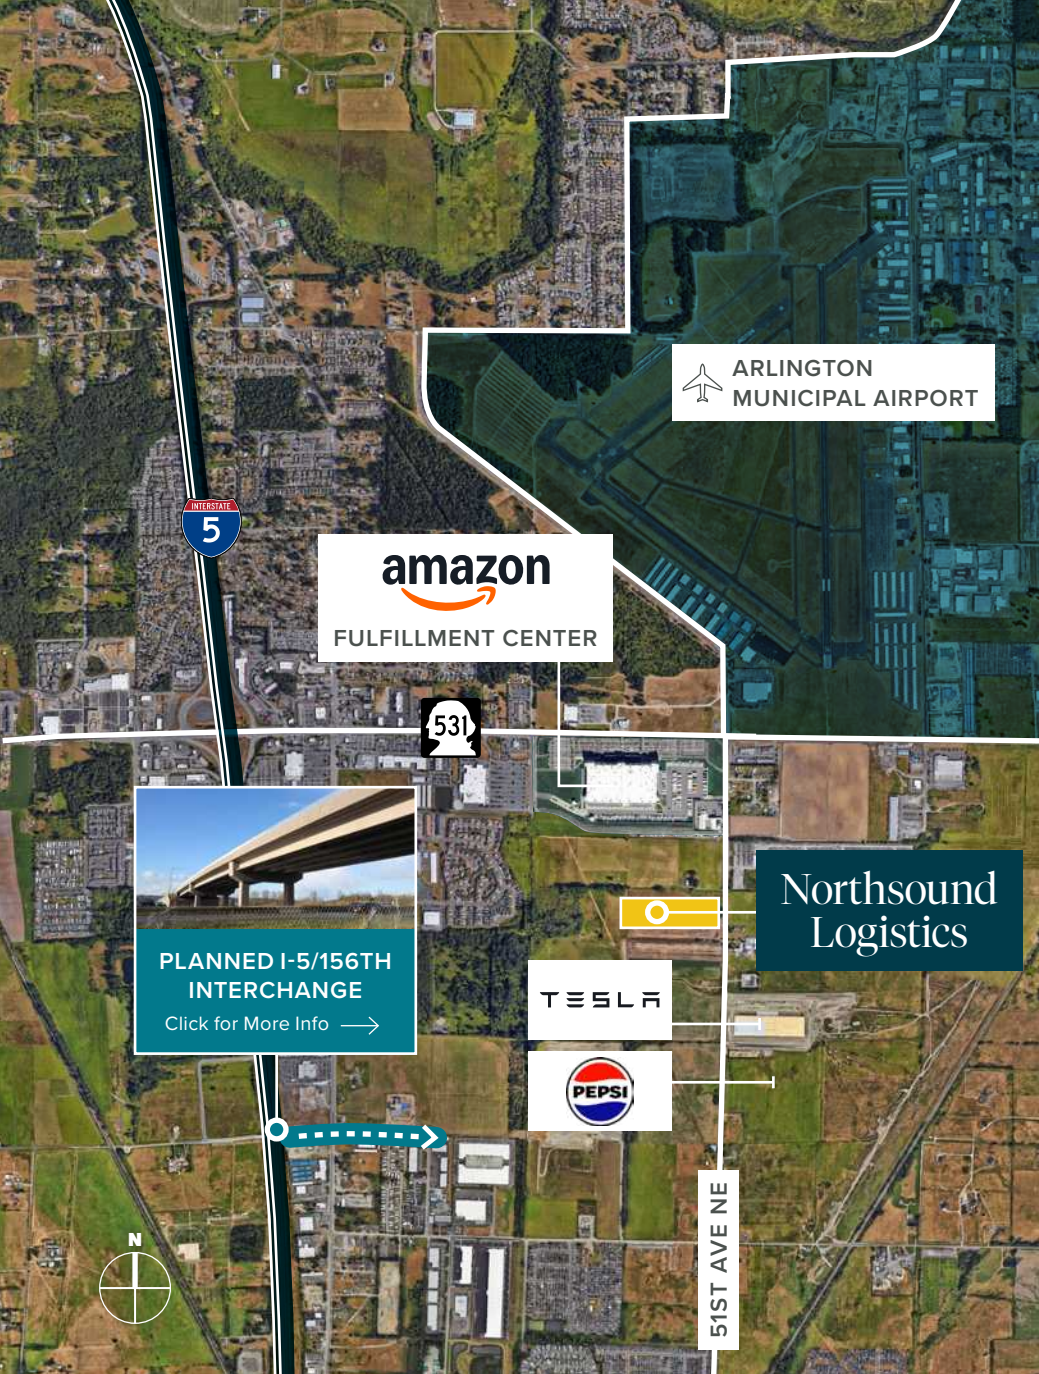 ARLINGTON
MUNICIPAL AIRPORT
INTERSTATE
5
amazon
FULFILLMENT CENTER
531
Northsound
Logistics
PLANNED I-5/156TH
INTERCHANGE
Click for More Info
TESLA
PEPSI
51ST AVE NE
N